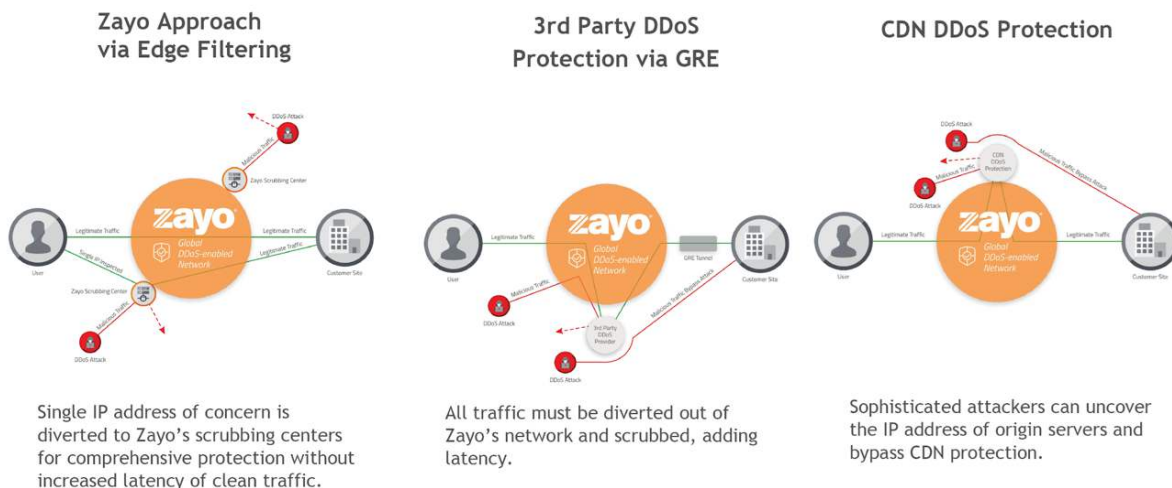 Zayo Approach
via Edge Filtering
DDoS Attack
Malicious Traffic
Zayo Scrubbing Center
zayo
Global
DDoS-enabled
Network
Legitimate Traffic
Legitimate Traffic
User
Customer Site
Single IP Inspected
Legitimate Traffic
Zayo Scrubbing Center
Malicious Traffic
DDoS Attack
Single IP address of concern is
diverted to Zayo's scrubbing centers
for comprehensive protection without
increased latency of clean traffic.
3rd Party DDoS
Protection via GRE
zayo
Global
DDoS-enabled
Network
Legitimate Traffic
GRE Tunnel
User
Customer Site
Malicious Traffic
Malicious Traffic Bypass Attack
DDoS Attack
3rd Party
DDoS
Provider
DDoS Attack
All traffic must be diverted out of
Zayo's network and scrubbed, adding
latency.
CDN DDoS Protection
DDoS Attack
CDN
DDoS
Protection
Malicious Traffic
Malicious Traffic Bypass Attack
DDoS Attack
zayo
Global
DDoS-enabled
Network
Legitimate Traffic
Legitimate Traffic
User
Customer Site
Sophisticated attackers can uncover
the IP address of origin servers and
bypass CDN protection.